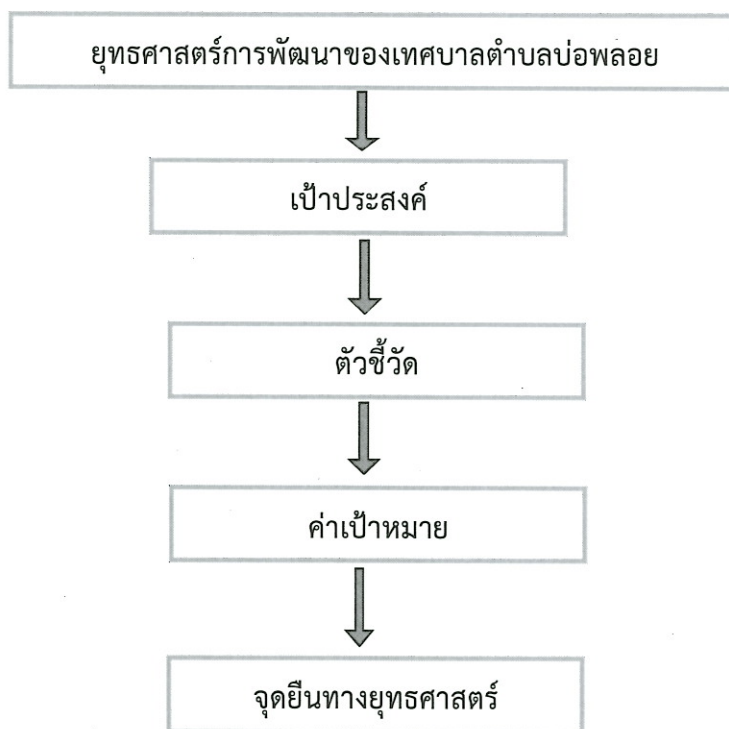 ยุทธศาสตร์การพัฒนาของเทศบาลตำบลบ่อพลอย
เป้าประสงค์
ตัวชี้วัด
ค่าเป้าหมาย
จุดยืนทางยุทธศาสตร์